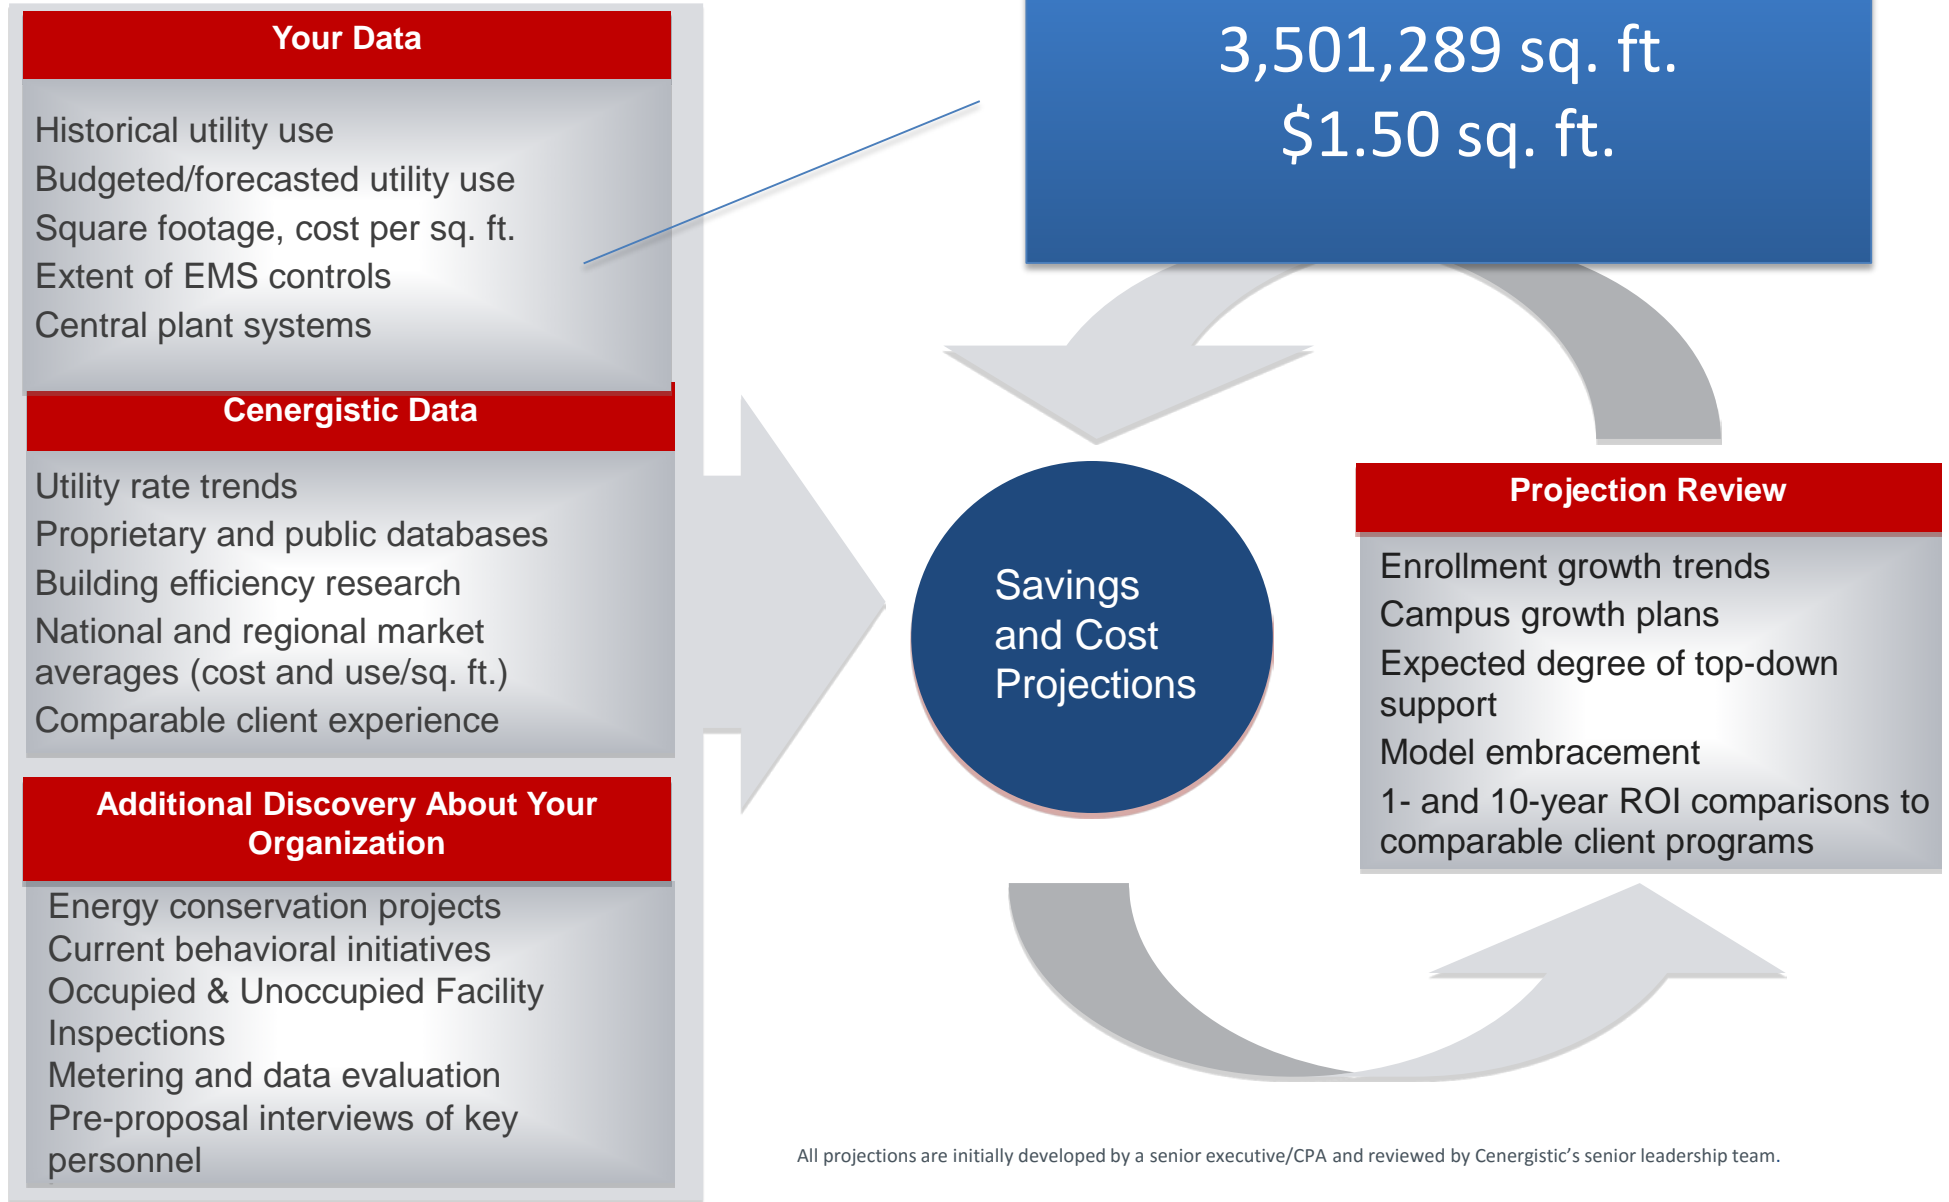 Your Data
Historical utility use
Budgeted/forecasted utility use
Square footage, cost per sq. ft.
Extent of EMS controls
Central plant systems
Cenergistic Data
Utility rate trends
Proprietary and public databases
Building efficiency research
National and regional market
averages (cost and use/sq. ft.)
Comparable client experience
Additional Discovery About Your
Organization
Energy conservation projects
Current behavioral initiatives
Occupied & Unoccupied Facility
Inspections
Metering and data evaluation
Pre-proposal interviews of key
personnel
3,501,289 sq. ft.
$1.50 sq. ft.
Savings
and Cost
Projections
Projection Review
Enrollment growth trends
Campus growth plans
Expected degree of top-down
support
Model embracement
1- and 10-year ROI comparisons to
comparable client programs
All projections are initially developed by a senior executive/CPA and reviewed by Cenergistic’s senior leadership team.